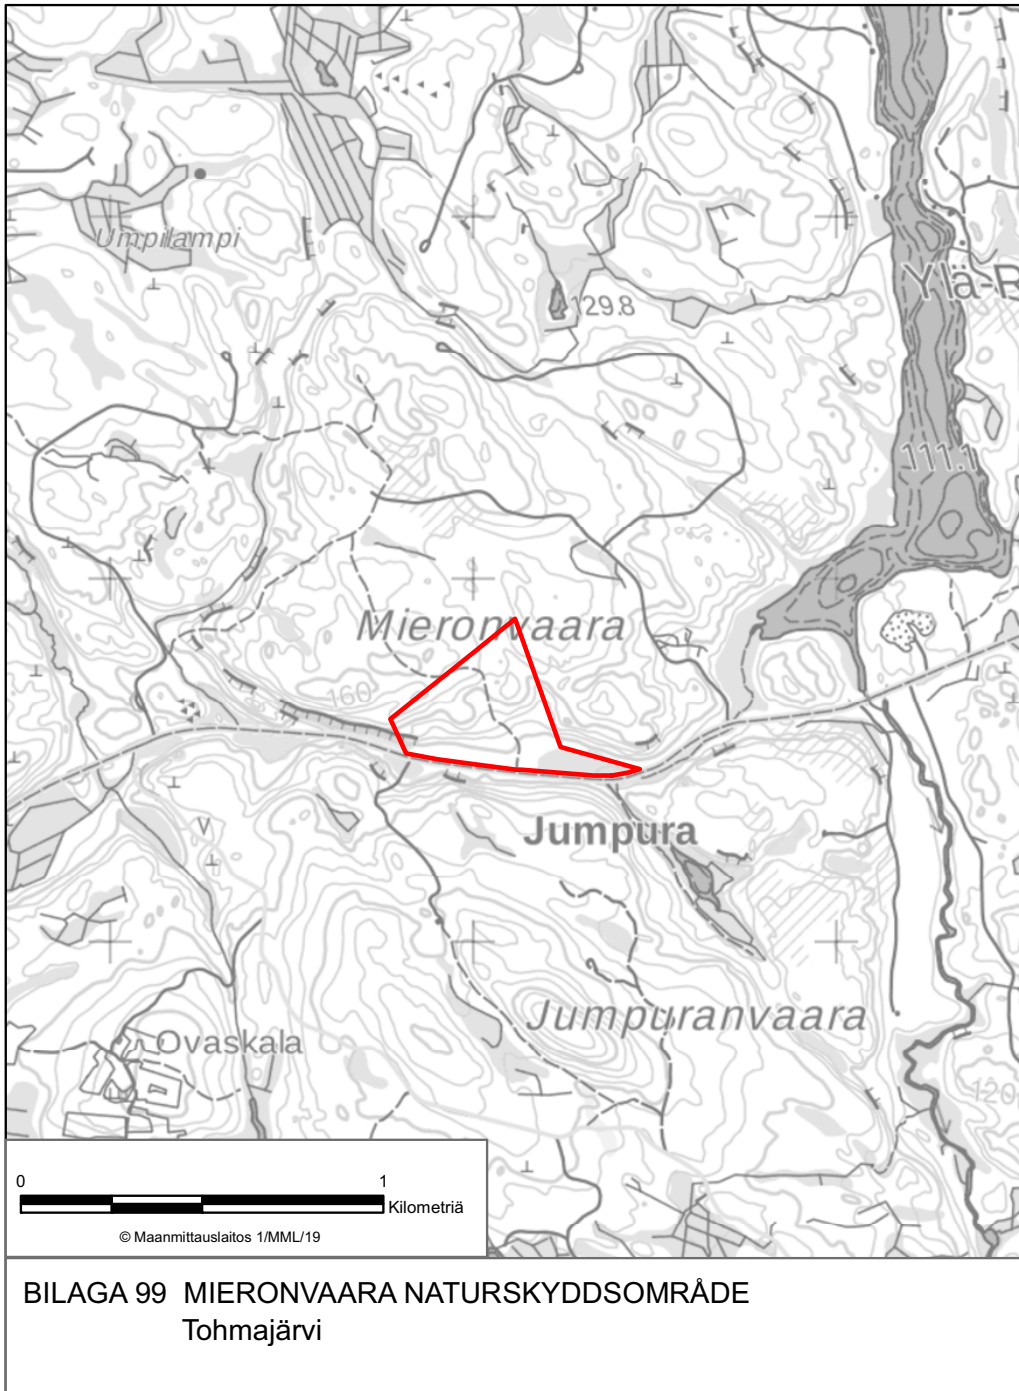 Umpilampi
129.8
Ylä-R
111.1
Mieronvaara
160
Jumpura
Jumpuranvaara
Ovaskala
120
0 1
Kilometriä
© Maanmittauslaitos 1/MML/19
BILAGA 99 MIERONVAARA NATURSKYDDSOMRÅDE
Tohmajärvi